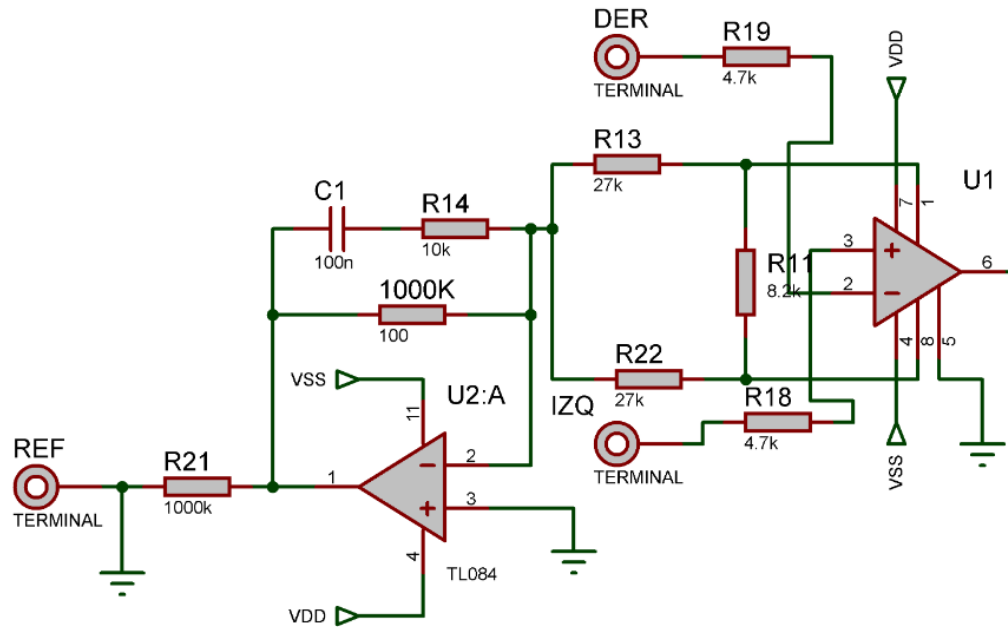 DER
TERMINAL
R19
4.7k
VDD
R13
27k
U1
C1
100n
R14
10k
7
1
3
+
2
−
6
R11
8.2k
1000K
100
4
8
5
R22
27k
VSS
U2:A
11
IZQ
TERMINAL
R18
4.7k
VSS
REF
TERMINAL
R21
1000k
1
−
2
+
3
4
TL084
VDD